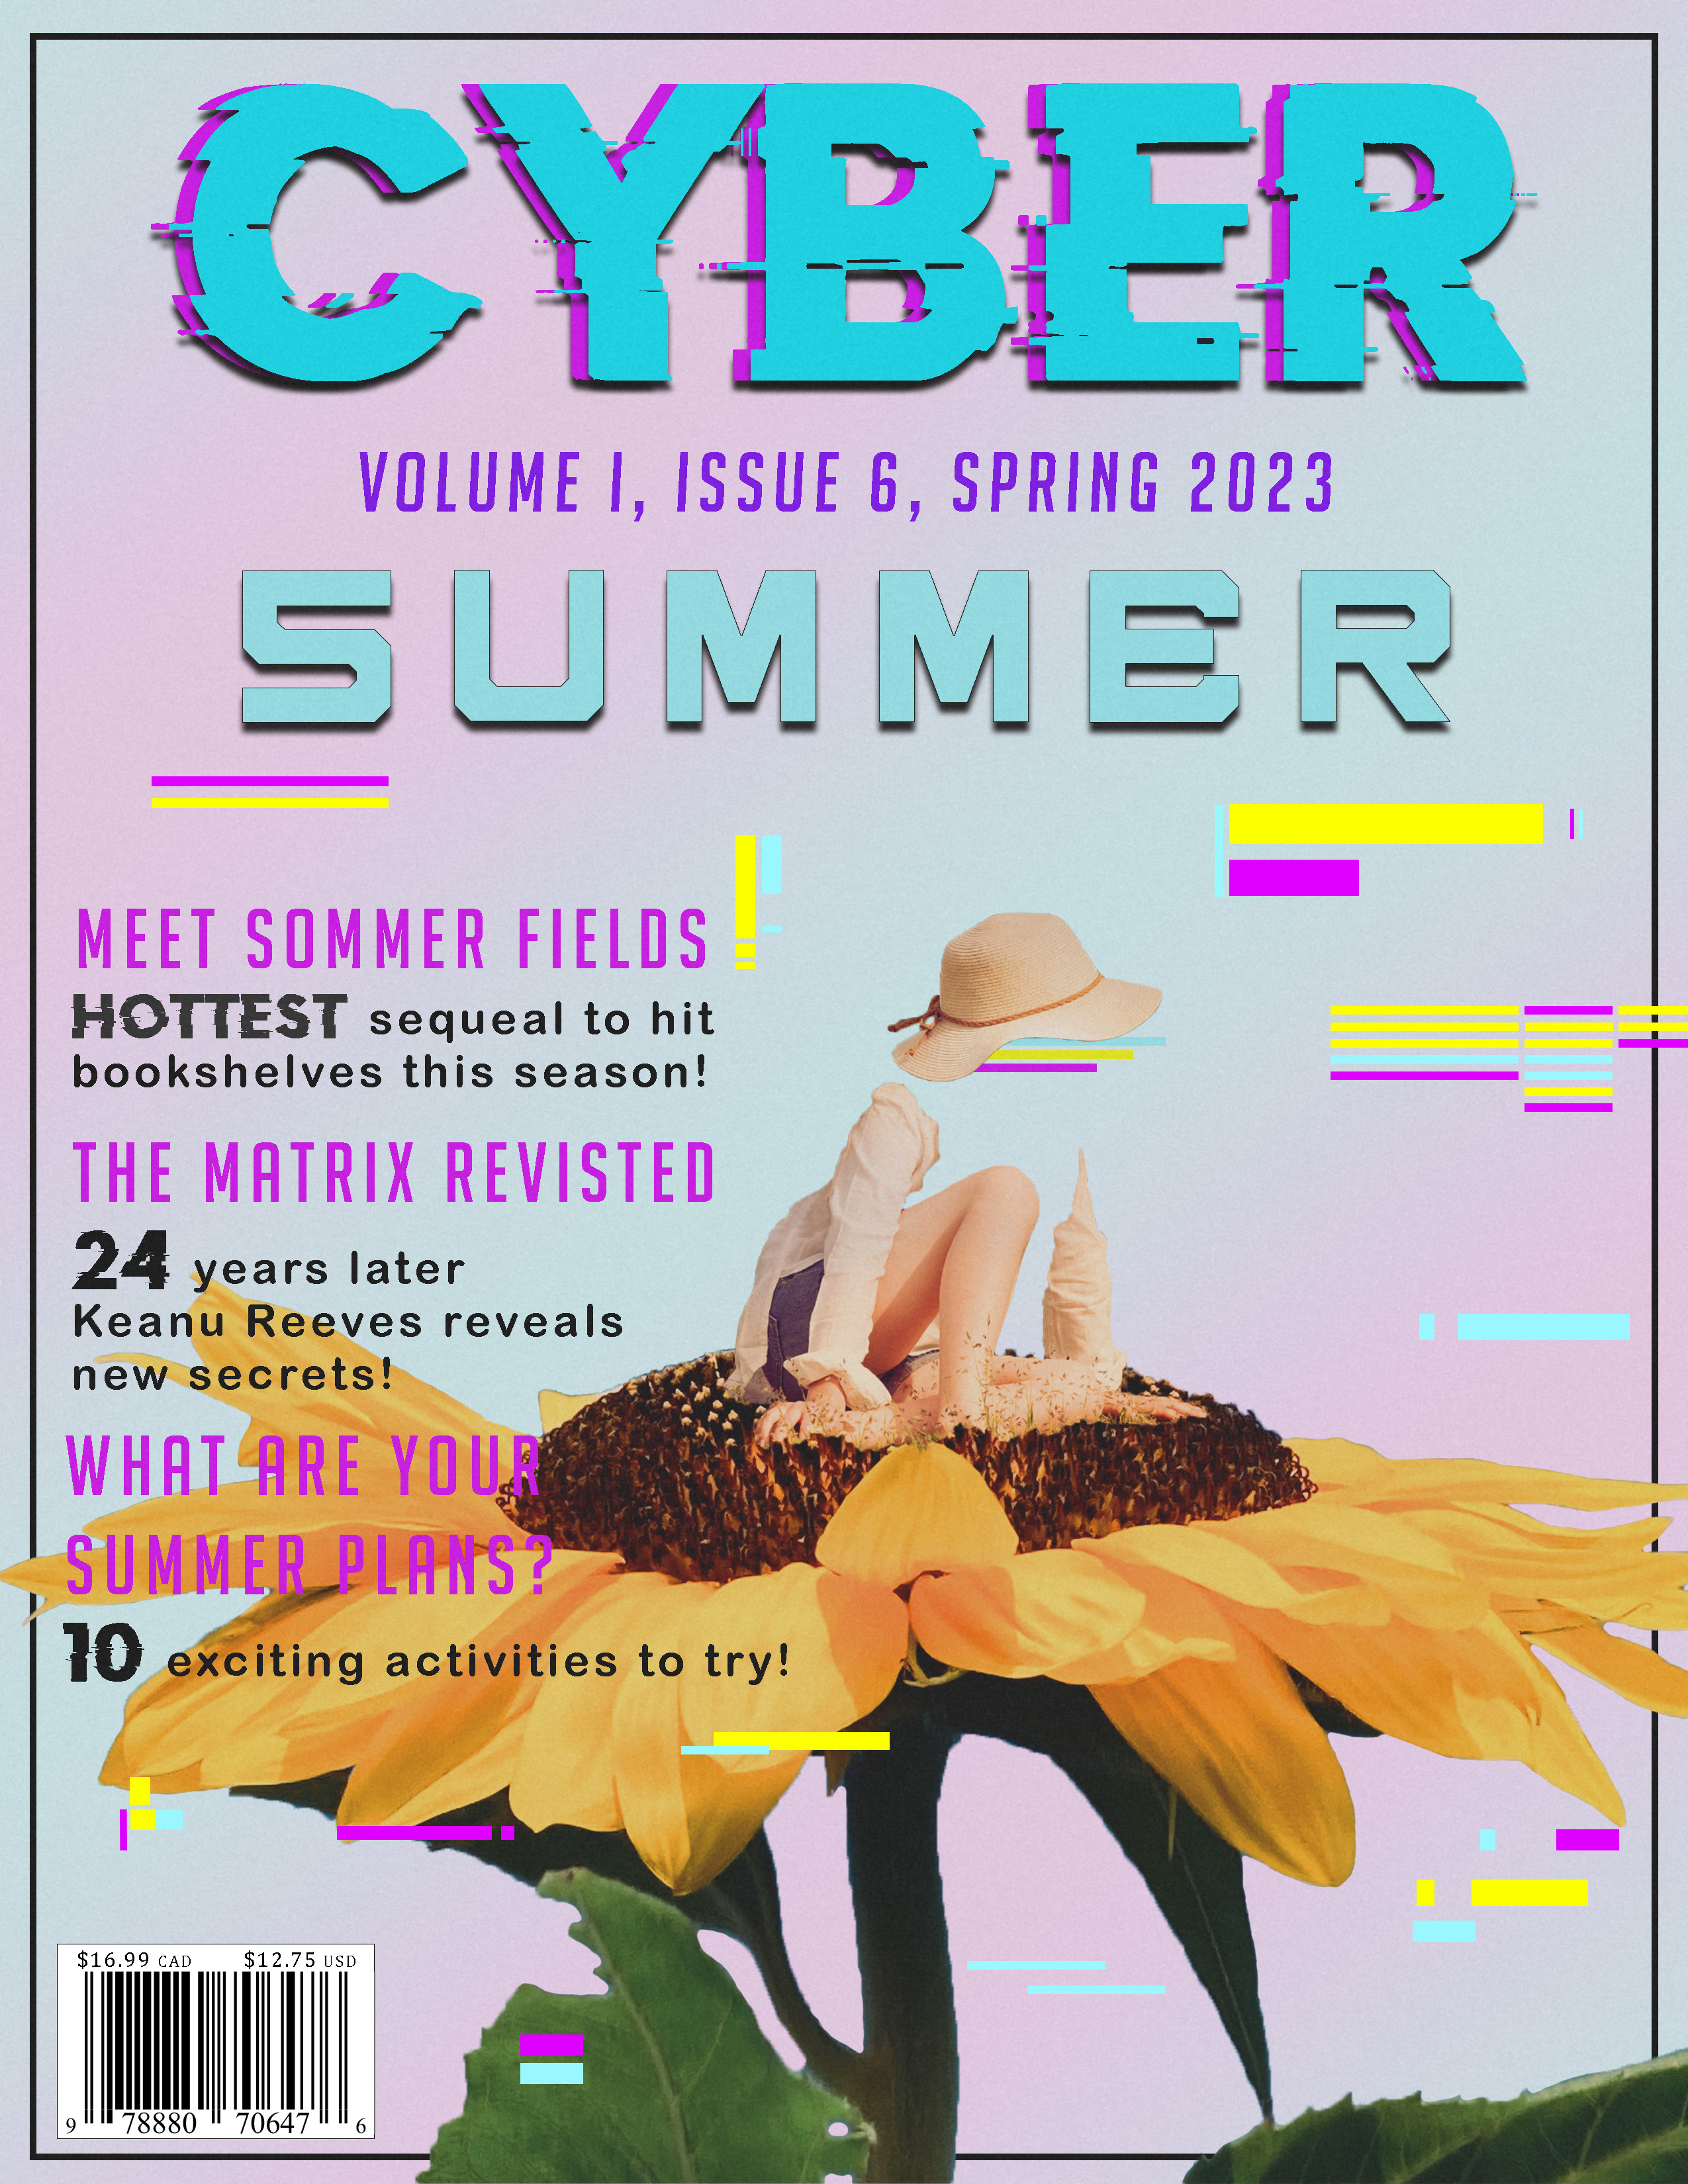 CYBER
VOLUME I, ISSUE 6, SPRING 2023
SUMMER
MEET SOMMER FIELDS
HOTTEST sequeal to hit
bookshelves this season!
THE MATRIX REVISTED
24 years later
Keanu Reeves reveals
new secrets!
WHAT ARE YOUR
SUMMER PLANS?
10 exciting activities to try!
$16.99 CAD $12.75 USD
9 78880 70647 6